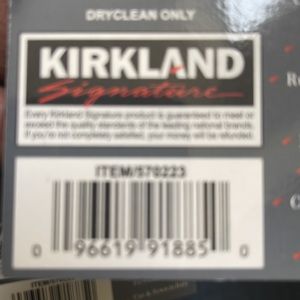 DRYCLEAN ONLY
KIRKLAND
Signature
Every Kirkland Signature product is guaranteed to meet or
exceed the quality standards of the leading national brands.
If you're not completely satisfied, your money will be refunded.
ITEM/570223
0 96619 91885 0